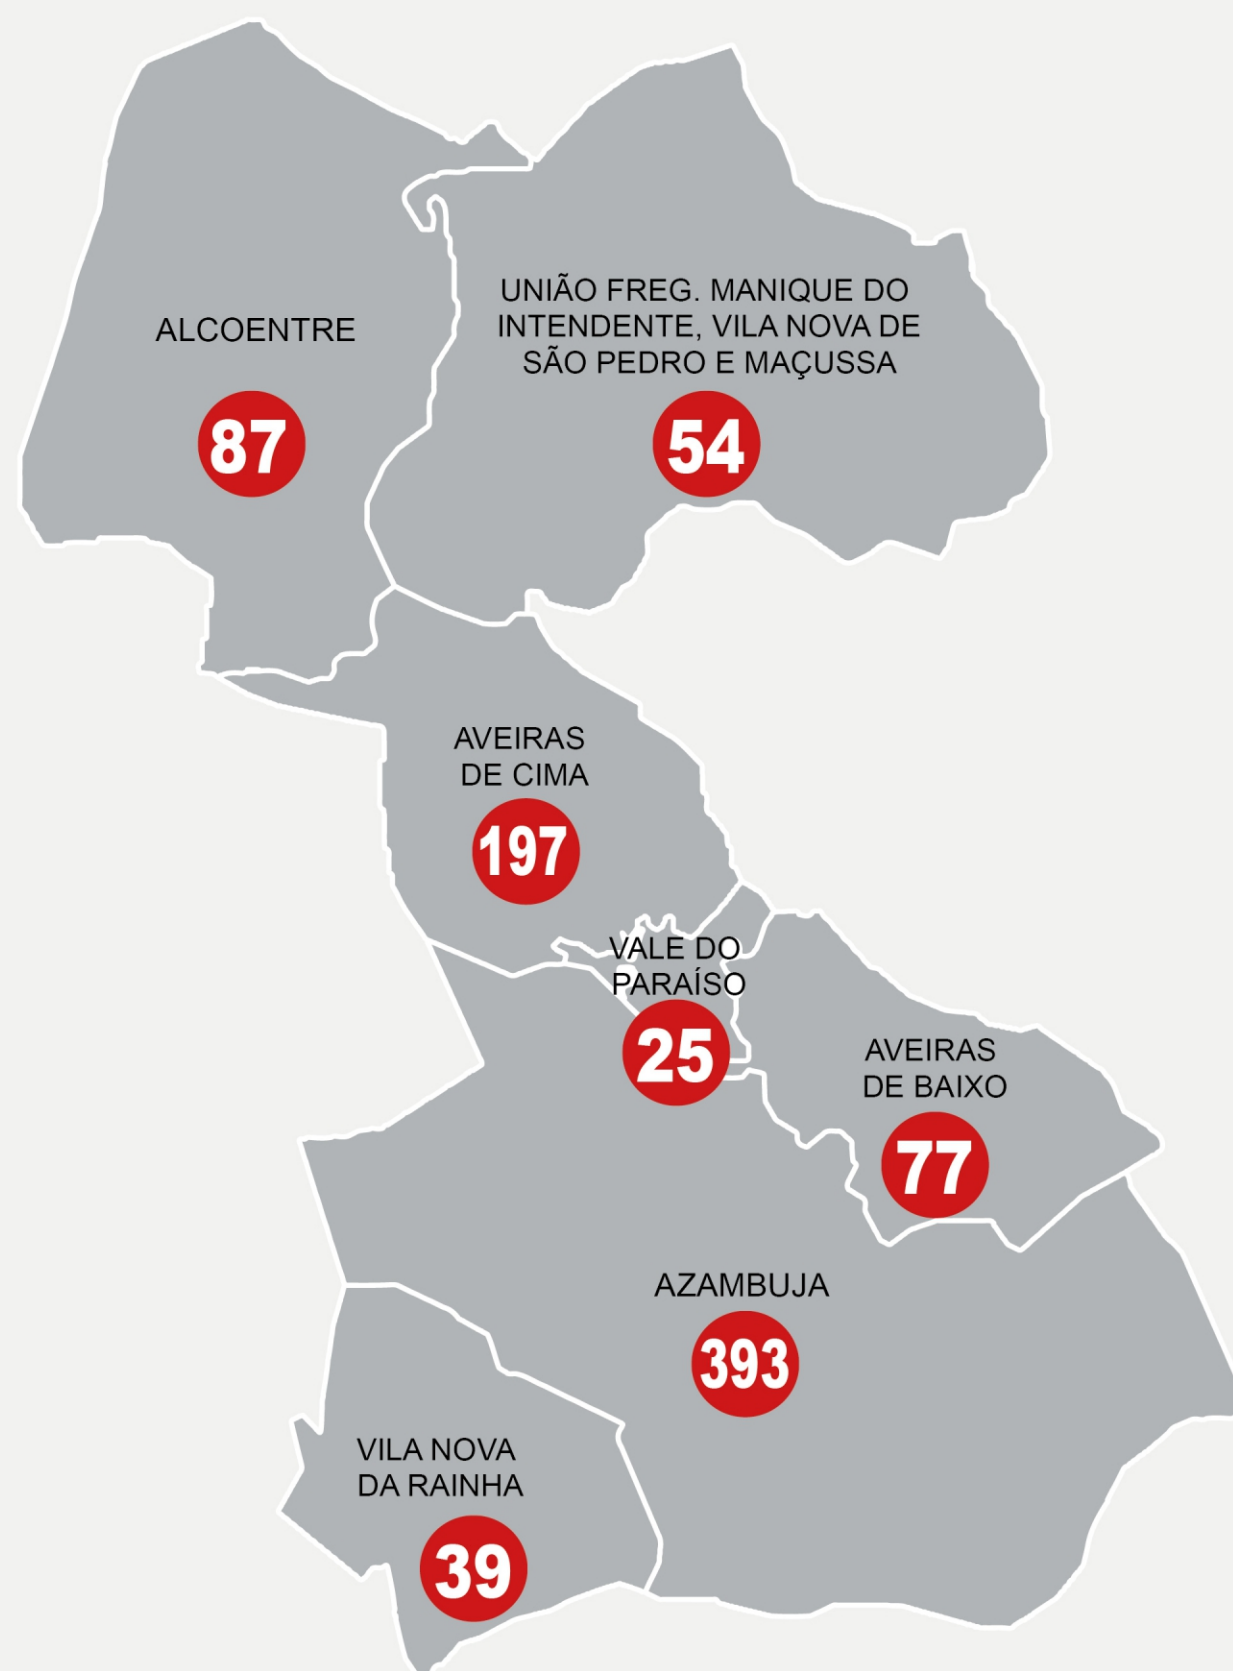 ALCOENTRE
87
UNIÃO FREG. MANIQUE DO
INTENDENTE, VILA NOVA DE
SÃO PEDRO E MAÇUSSA
54
AVEIRAS
DE CIMA
197
VALE DO
PARAÍSO
25
AVEIRAS
DE BAIXO
77
AZAMBUJA
393
VILA NOVA
DA RAINHA
39